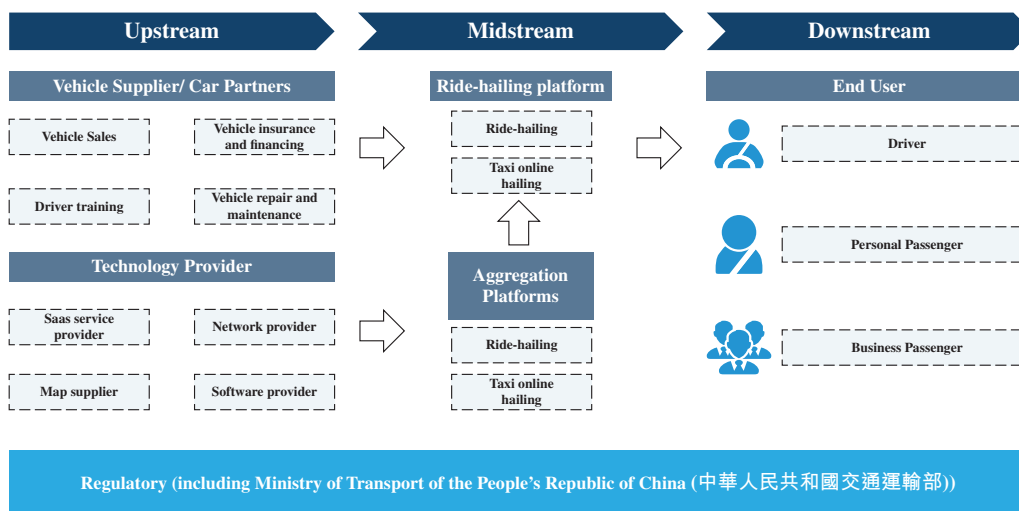 Upstream
Midstream
Downstream
Vehicle Supplier/ Car Partners
Vehicle Sales
Vehicle insurance
and financing
Driver training
Vehicle repair and
maintenance
Technology Provider
Saas service
provider
Network provider
Map supplier
Software provider
Ride-hailing platform
Ride-hailing
Taxi online
hailing
Aggregation
Platforms
Ride-hailing
Taxi online
hailing
End User
Driver
Personal Passenger
Business Passenger
Regulatory (including Ministry of Transport of the People’s Republic of China (中華人民共和國交通運輸部))